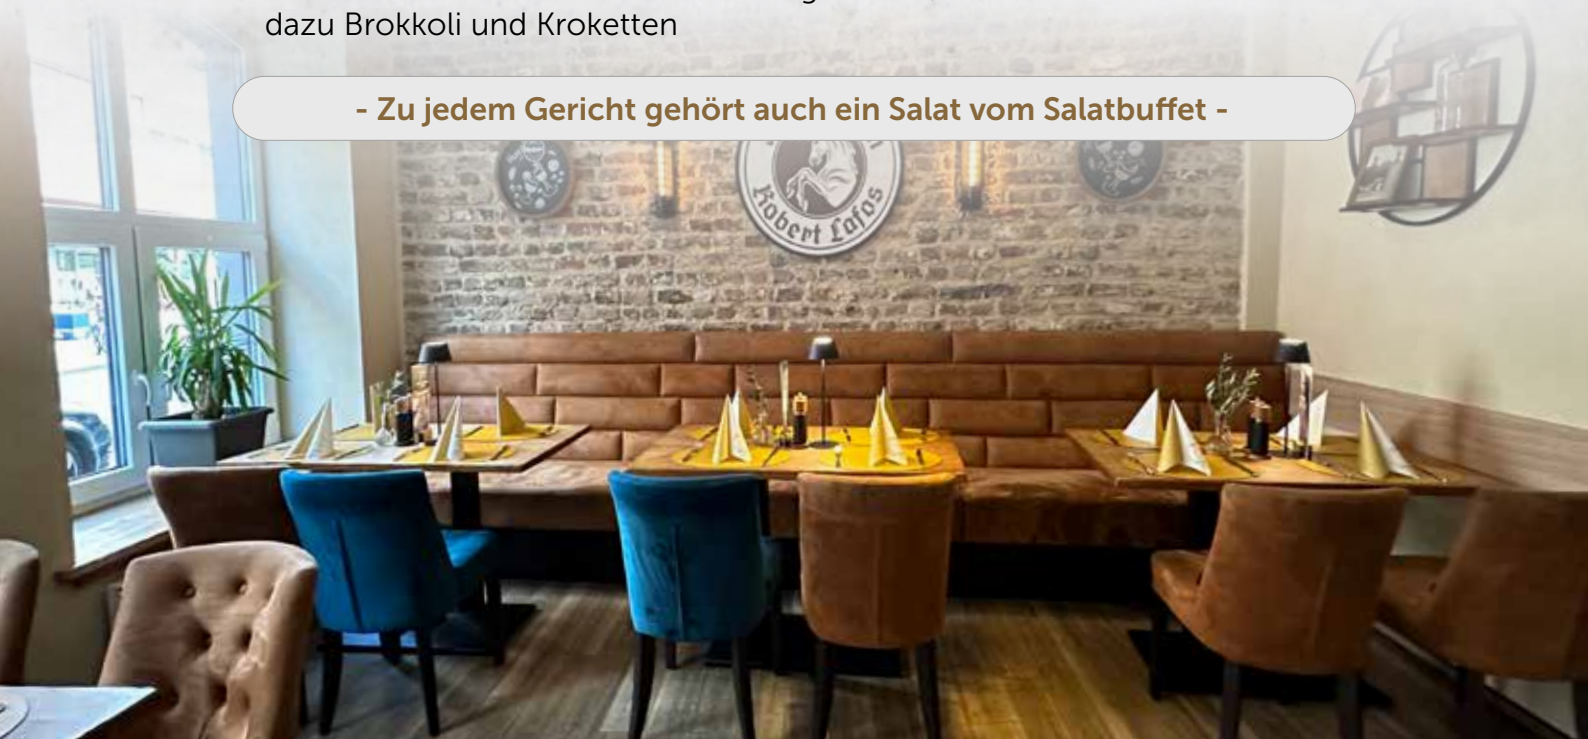 dazu Brokkoli und Kroketten
- Zu jedem Gericht gehört auch ein Salat vom Salatbuffet -
Robert Lafos